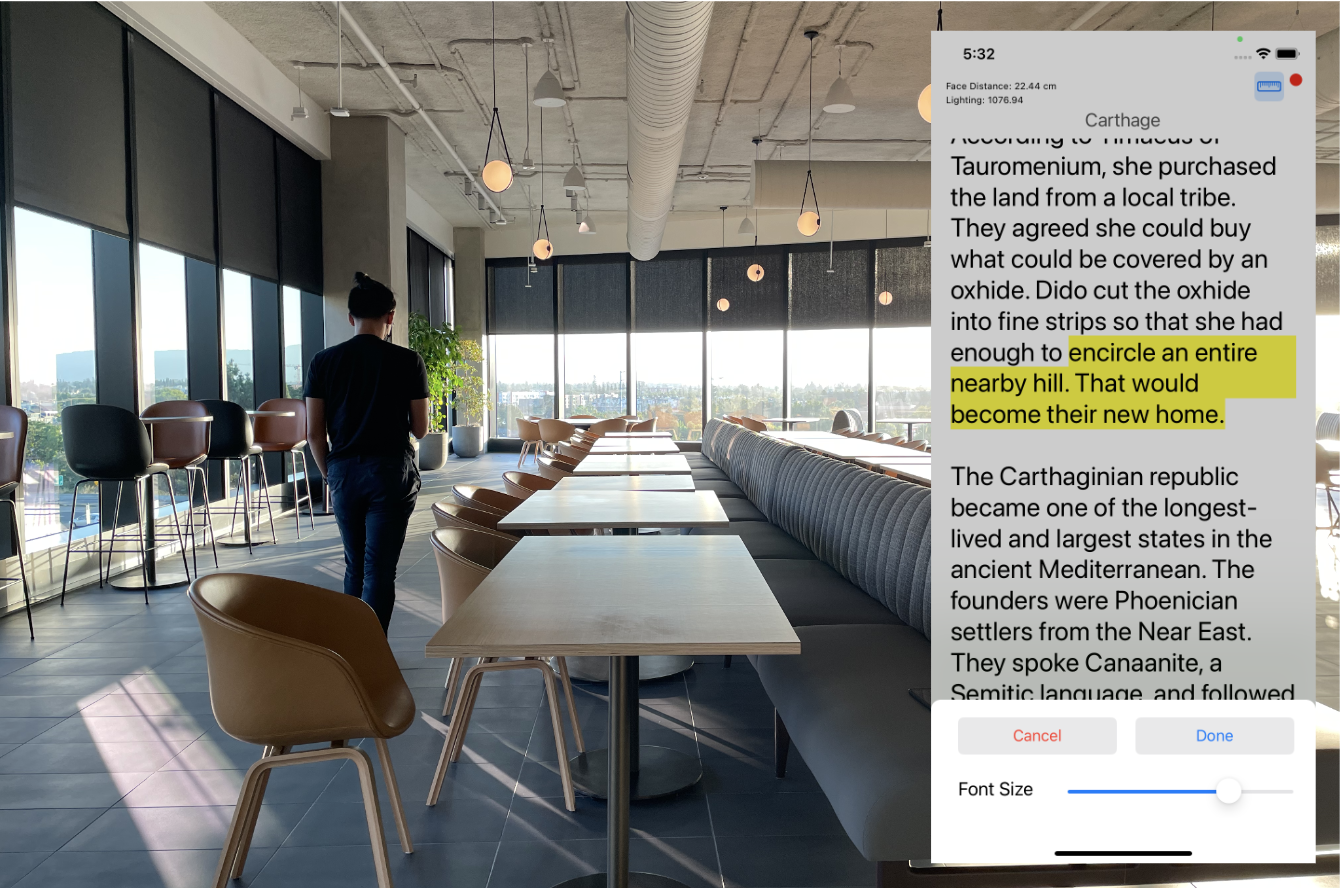 5:32
Face Distance: 22.44 cm
Lighting: 1076.94
Carthage
According to Timaeus of
Tauromenium, she purchased
the land from a local tribe.
They agreed she could buy
what could be covered by an
oxhide. Dido cut the oxhide
into fine strips so that she had
enough to encircle an entire
nearby hill. That would
become their new home.
The Carthaginian republic
became one of the longest-
lived and largest states in the
ancient Mediterranean. The
founders were Phoenician
settlers from the Near East.
They spoke Canaanite, a
Semitic language, and followed
Cancel
Done
Font Size